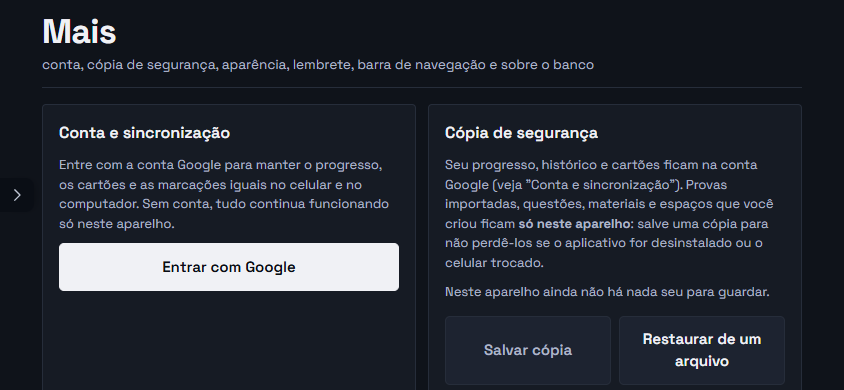 Mais
conta, cópia de segurança, aparência, lembrete, barra de navegação e sobre o banco
Conta e sincronização
Entre com a conta Google para manter o progresso,
os cartões e as marcações iguais no celular e no
computador. Sem conta, tudo continua funcionando
só neste aparelho.
Entrar com Google
Cópia de segurança
Seu progresso, histórico e cartões ficam na conta
Google (veja "Conta e sincronização"). Provas
importadas, questões, materiais e espaços que você
criou ficam só neste aparelho: salve uma cópia para
não perdê-los se o aplicativo for desinstalado ou o
celular trocado.
Neste aparelho ainda não há nada seu para guardar.
Salvar cópia
Restaurar de um
arquivo